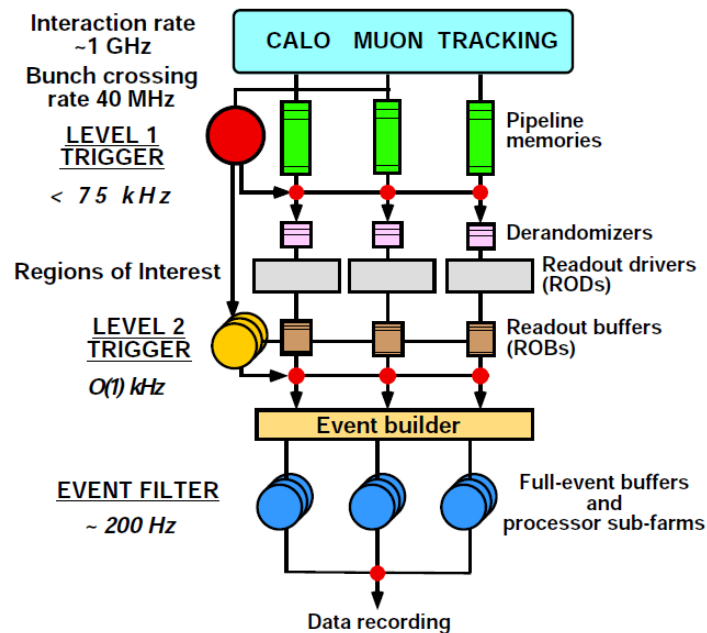 Interaction rate
~1 GHz
CALO MUON TRACKING
Bunch crossing
rate 40 MHz
Pipeline
memories
LEVEL 1
TRIGGER
< 75 kHz
Derandomizers
Regions of Interest
Readout drivers
(RODs)
LEVEL 2
TRIGGER
Readout buffers
(ROBs)
O(1) kHz
Event builder
EVENT FILTER
~ 200 Hz
Full-event buffers
and
processor sub-farms
Data recording